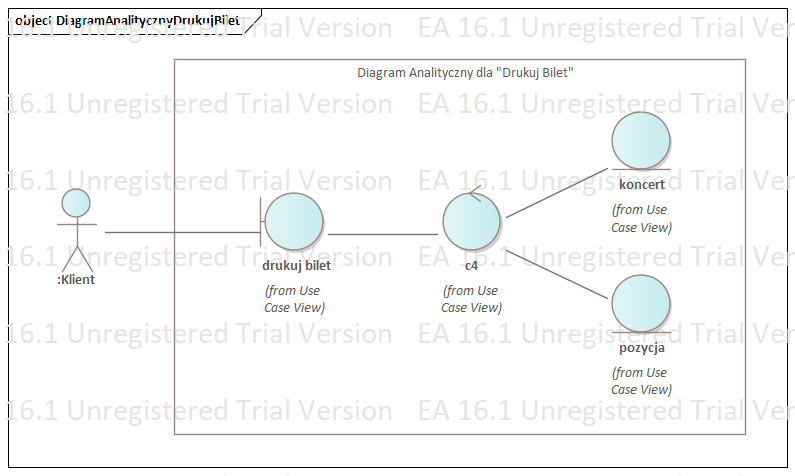 object DiagramAnalitycznyDrukujBilet
16.1 Unregistered Trial Version EA 16.1 Unregistered Trial Ver
Diagram Analityczny dla "Drukuj Bilet"
16.1 Unregistered Trial Version EA 16.1 Unregistered Trial Ver
16.1 Unregistered Trial Version EA 16.1 Unregistered Trial Ver
koncert
(from Use
Case View)
16.1 Unregistered Trial Version EA 16.1 Unregistered Trial Ver
:Klient
drukuj bilet
(from Use
Case View)
c4
(from Use
Case View)
16.1 Unregistered Trial Version EA 16.1 Unregistered Trial Ver
pozycja
(from Use
Case View)
16.1 Unregistered Trial Version EA 16.1 Unregistered Trial Ver